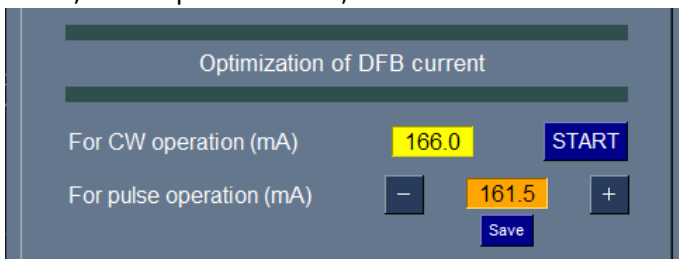 Optimization of DFB current
For CW operation (mA) 166.0 START
For pulse operation (mA) − 161.5 +
Save